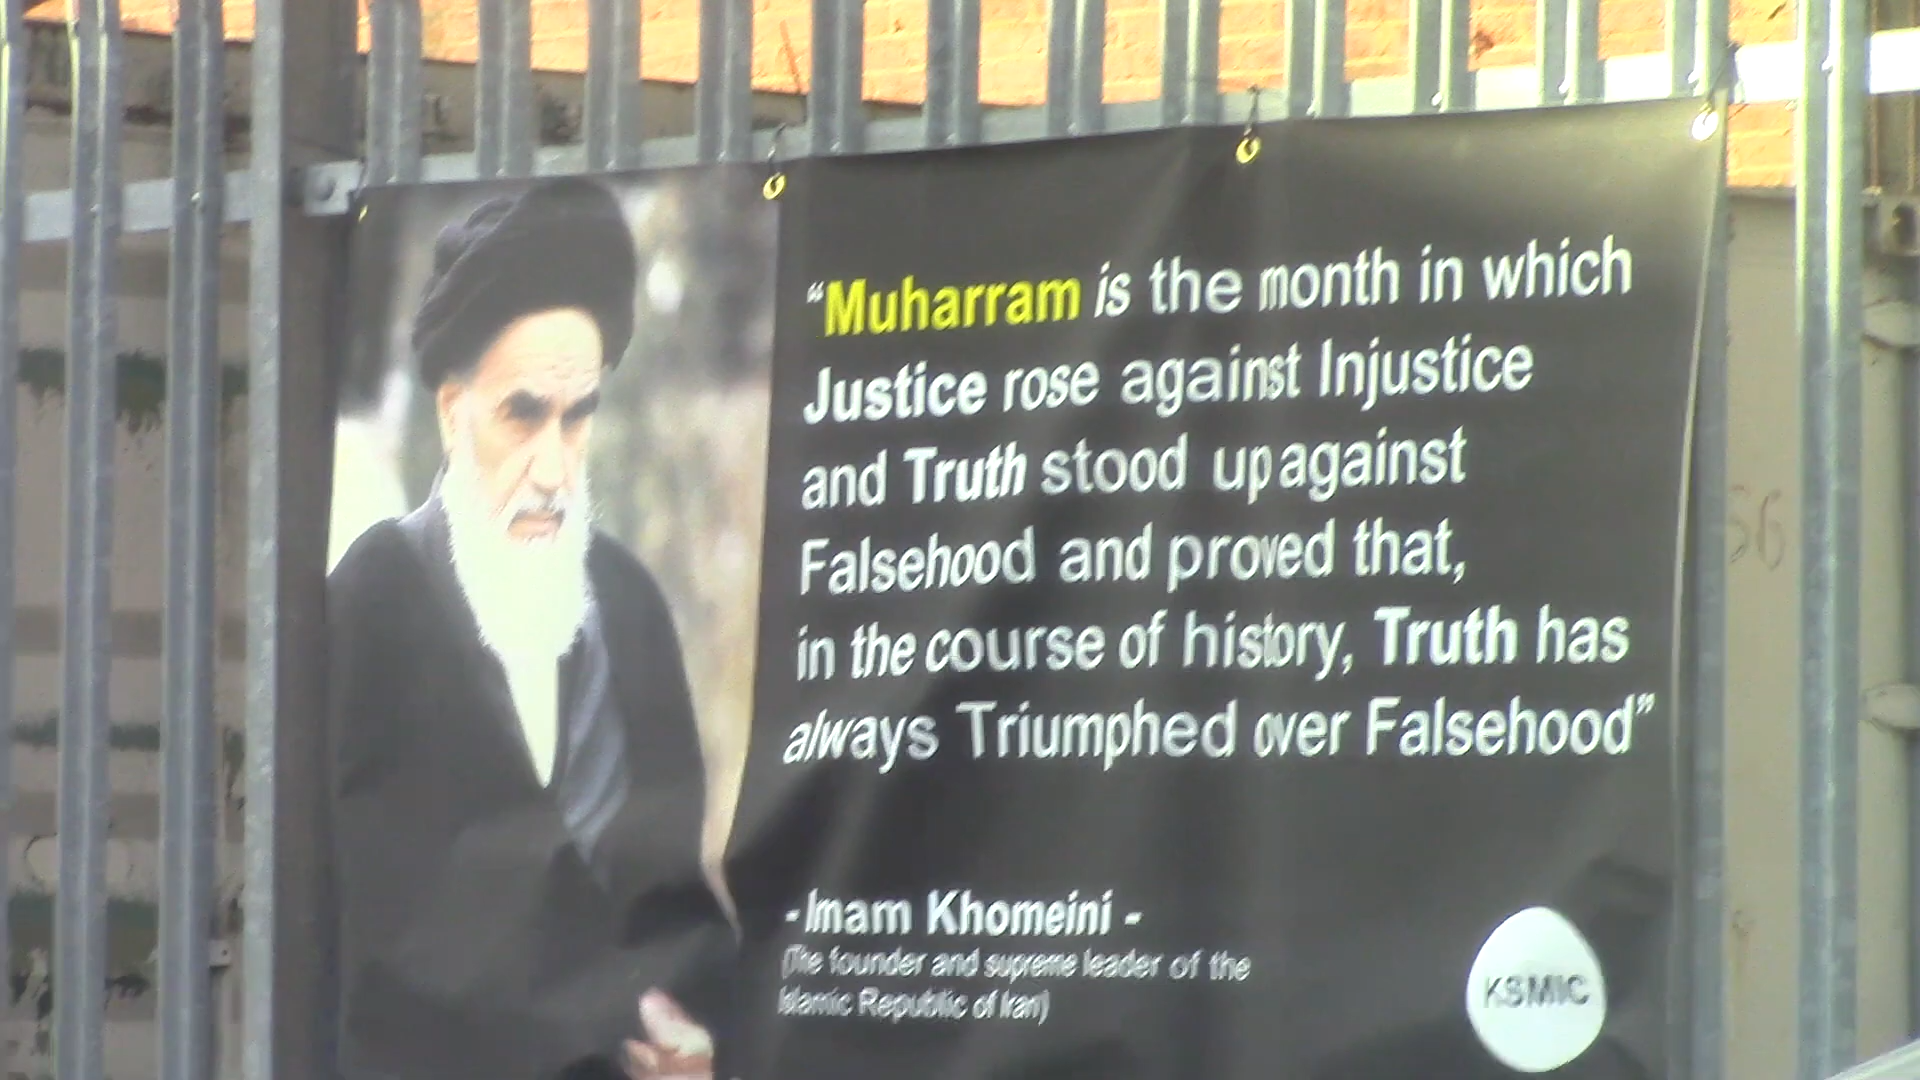 “Muharram is the month in which
Justice rose against Injustice
and Truth stood up against
Falsehood and proved that,
in the course of history, Truth has
always Triumphed over Falsehood”
- Imam Khomeini -
(The founder and supreme leader of the
Islamic Republic of Iran)
KSMIC
56